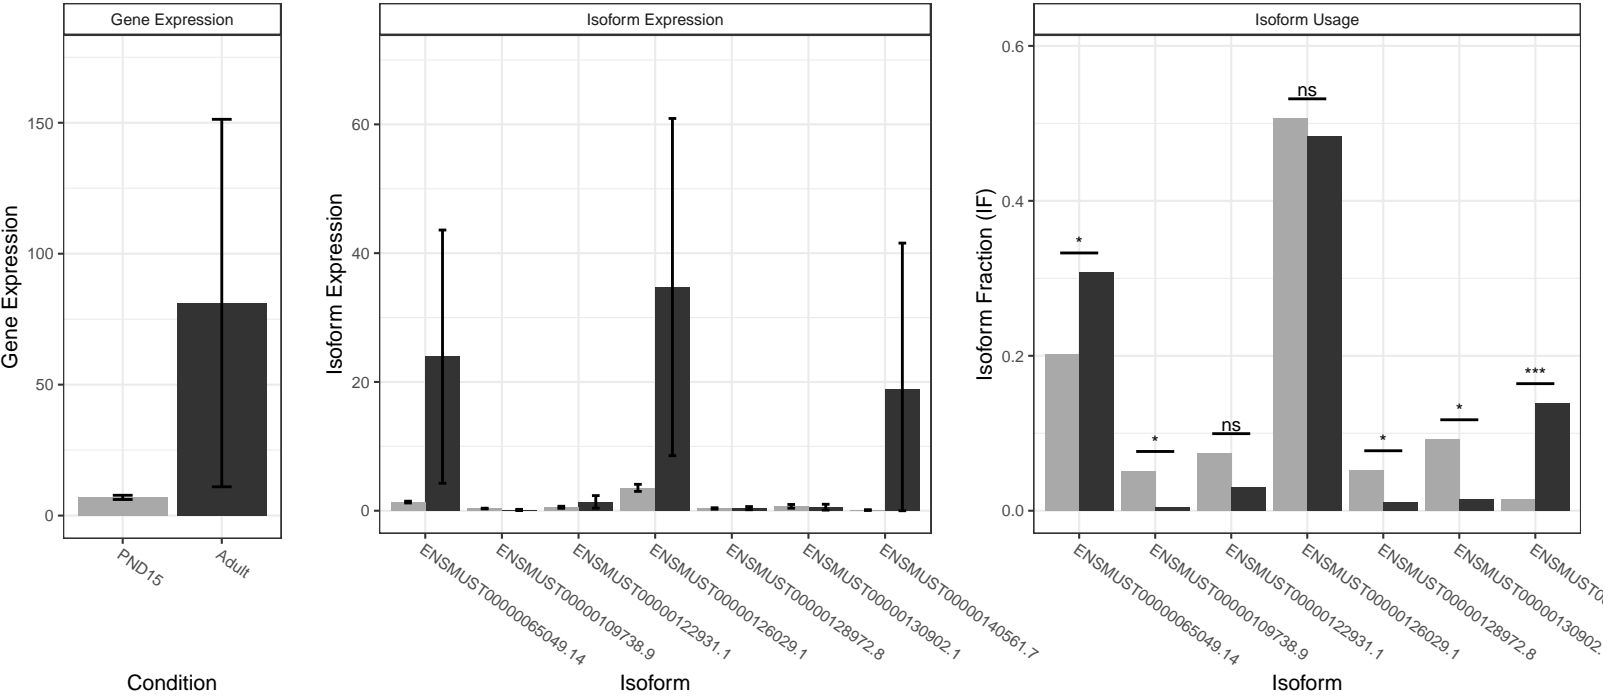 Gene Expression
Isoform Expression
Isoform Usage
Gene Expression
150
100
50
0
PND15
Adult
Condition
Isoform Expression
60
40
20
0
ENSMUST00000065049.14
ENSMUST00000109738.9
ENSMUST00000122931.1
ENSMUST00000126029.1
ENSMUST00000128972.8
ENSMUST00000130902.1
ENSMUST00000140561.7
Isoform
Isoform Fraction (IF)
0.6
0.4
0.2
0.0
*
*
ns
ns
*
*
***
ENSMUST00000065049.14
ENSMUST00000109738.9
ENSMUST00000122931.1
ENSMUST00000126029.1
ENSMUST00000128972.8
ENSMUST00000130902.
Isoform